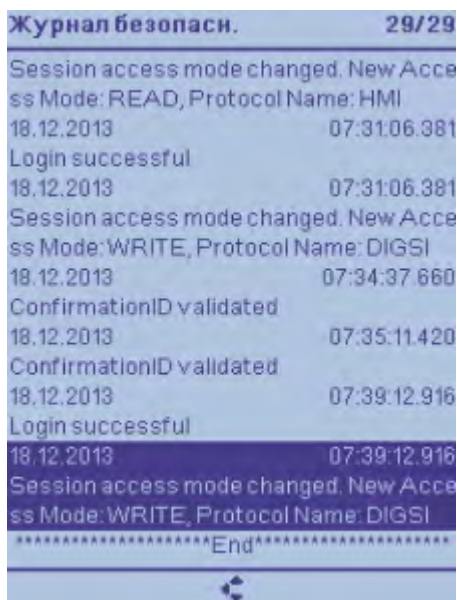 Журнал безопасн. 29/29
Session access mode changed. New Acce
ss Mode: READ, Protocol Name: HMI
18.12.2013 07:31:06.381
Login successful
18.12.2013 07:31:06.381
Session access mode changed. New Acce
ss Mode: WRITE, Protocol Name: DIGSI
18.12.2013 07:34:37.660
ConfirmationID validated
18.12.2013 07:35:11.420
ConfirmationID validated
18.12.2013 07:39:12.916
Login successful
18.12.2013 07:39:12.916
Session access mode changed. New Acce
ss Mode: WRITE, Protocol Name: DIGSI
*********************End*********************